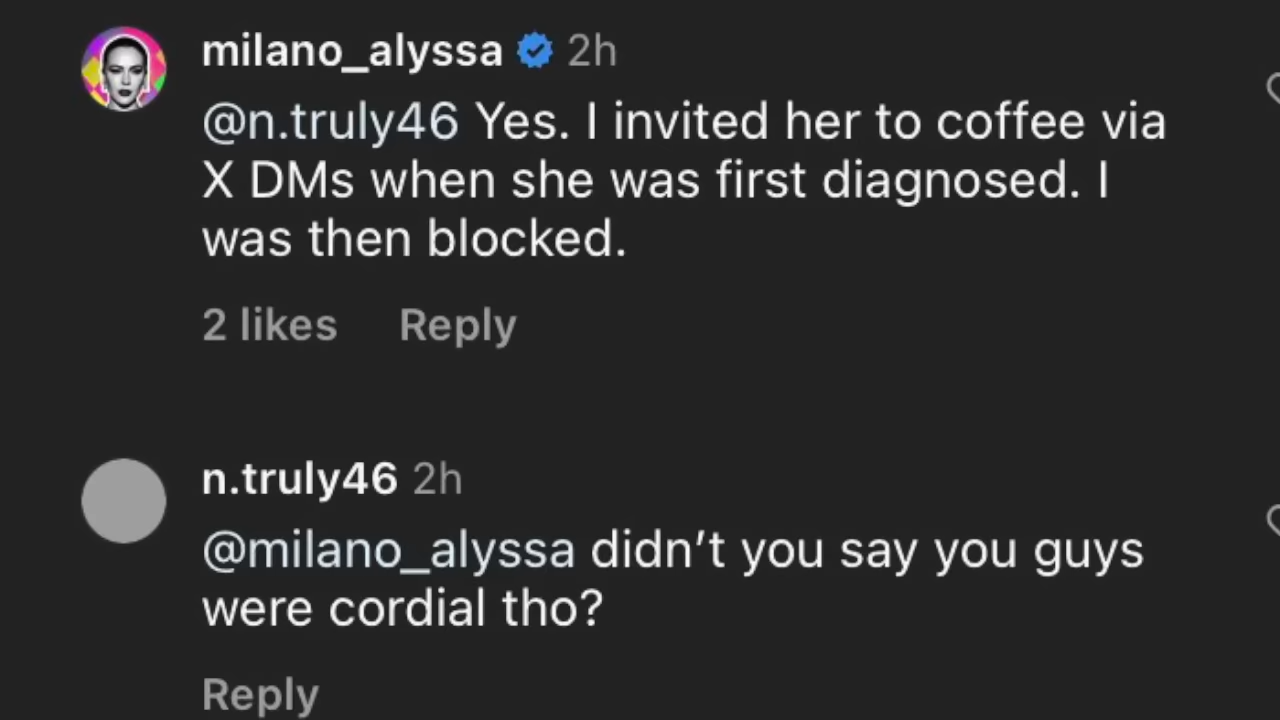 milano_alyssa 2h
@n.truly46 Yes. I invited her to coffee via
X DMs when she was first diagnosed. I
was then blocked.
2 likes Reply
n.truly46 2h
@milano_alyssa didn’t you say you guys
were cordial tho?
Reply